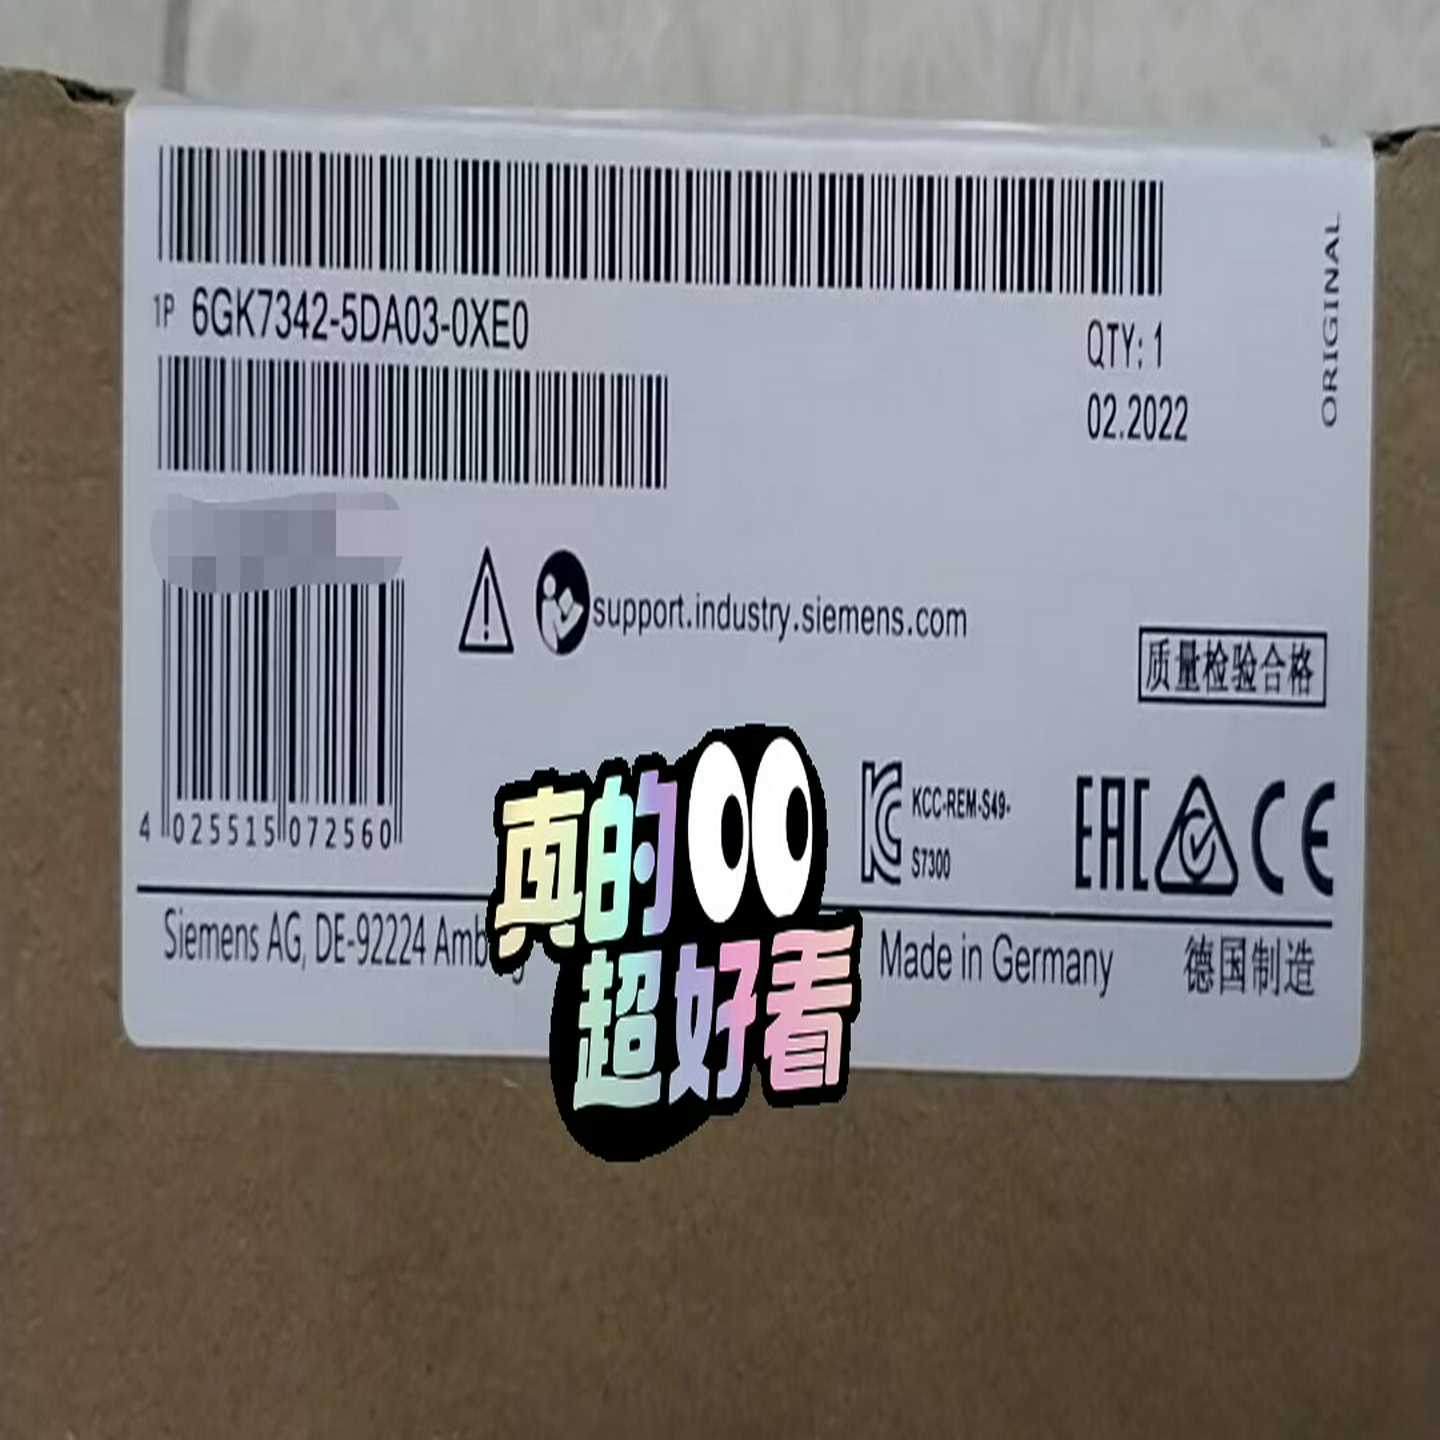 1P 6GK7342-5DA03-0XE0
QTY: 1
02.2022
ORIGINAL
support.industry.siemens.com
质量检验合格
4 025515 072560
KCC-REM-S49-
S7300
EAC
CE
Siemens AG, DE-92224 Amb g
Made in Germany
德国制造
真的
超好看